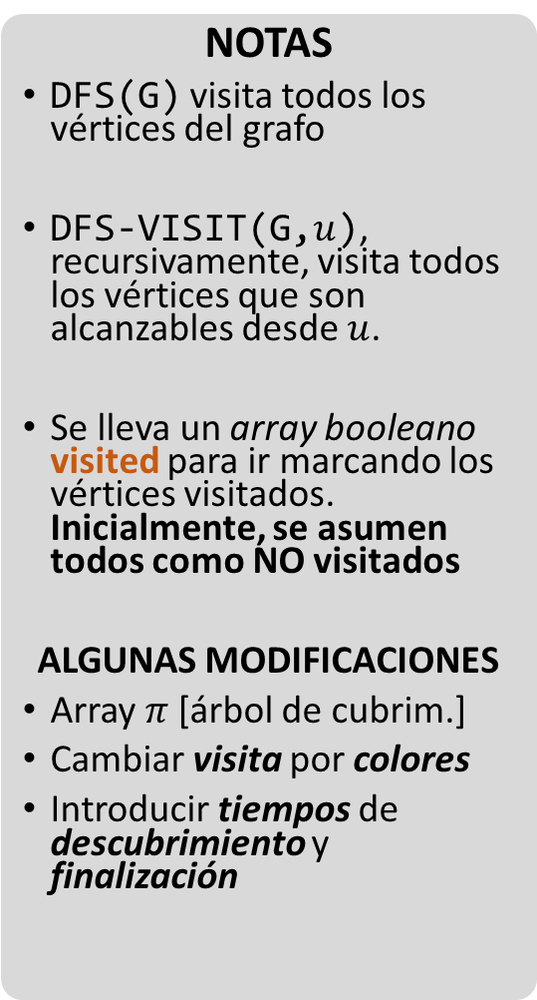 NOTAS
• DFS(G) visita todos los
vértices del grafo
• DFS-VISIT(G,𝑢),
recursivamente, visita todos
los vértices que son
alcanzables desde 𝑢.
• Se lleva un array booleano
visited para ir marcando los
vértices visitados.
Inicialmente, se asumen
todos como NO visitados
ALGUNAS MODIFICACIONES
• Array 𝜋 [árbol de cubrim.]
• Cambiar visita por colores
• Introducir tiempos de
descubrimiento y
finalización